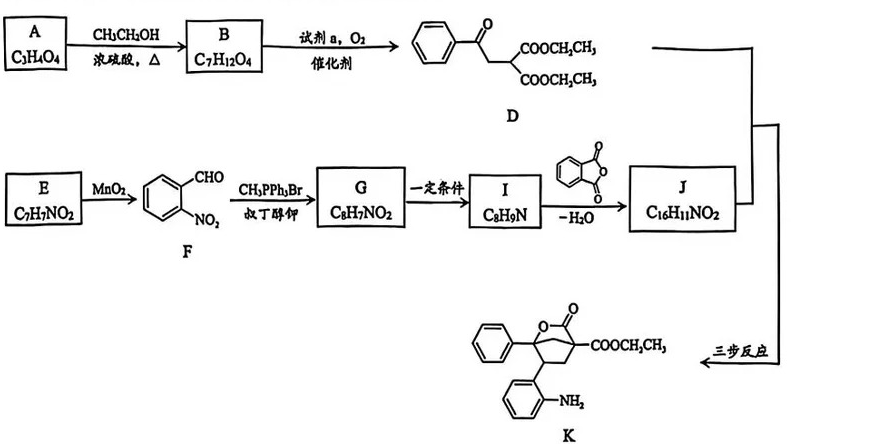 A
C₃H₄O₄
CH₃CH₂OH
浓硫酸，△
B
C₇H₁₂O₄
试剂 a，O₂
催化剂
O
COOCH₂CH₃
COOCH₂CH₃
D
E
C₇H₇NO₂
MnO₂
CHO
NO₂
F
CH₃PPh₃Br
叔丁醇钾
G
C₈H₇NO₂
一定条件
I
C₈H₉N
O
O
O
-H₂O
J
C₁₆H₁₁NO₂
三步反应
O
O
COOCH₂CH₃
NH₂
K